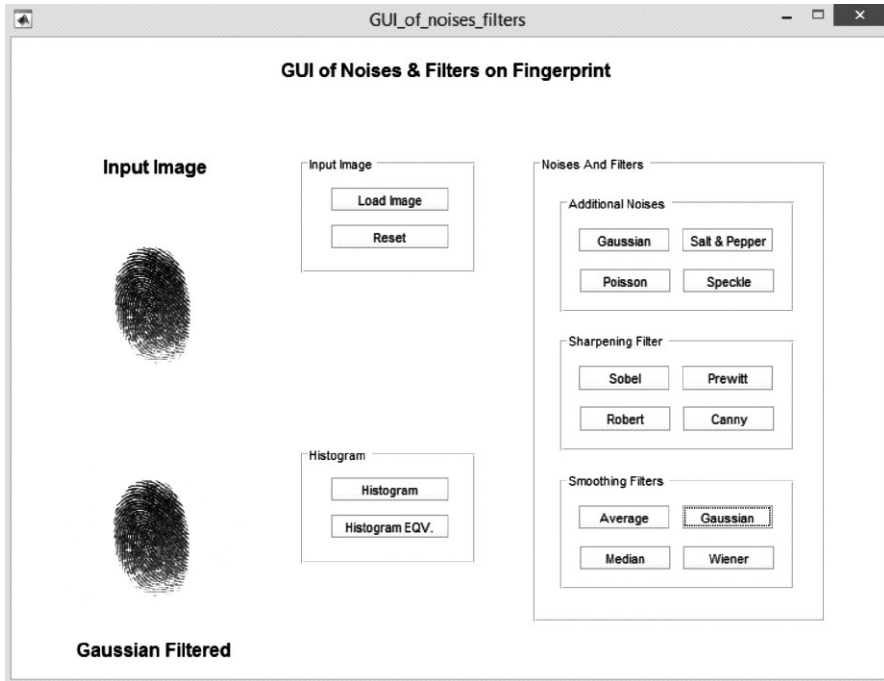 GUI_of_noises_filters
GUI of Noises & Filters on Fingerprint
Input Image
Input Image
Load Image
Reset
Histogram
Histogram
Histogram EQV.
Noises And Filters
Additional Noises
Gaussian Salt & Pepper
Poisson Speckle
Sharpening Filter
Sobel Prewitt
Robert Canny
Smoothing Filters
Average Gaussian
Median Wiener
Gaussian Filtered